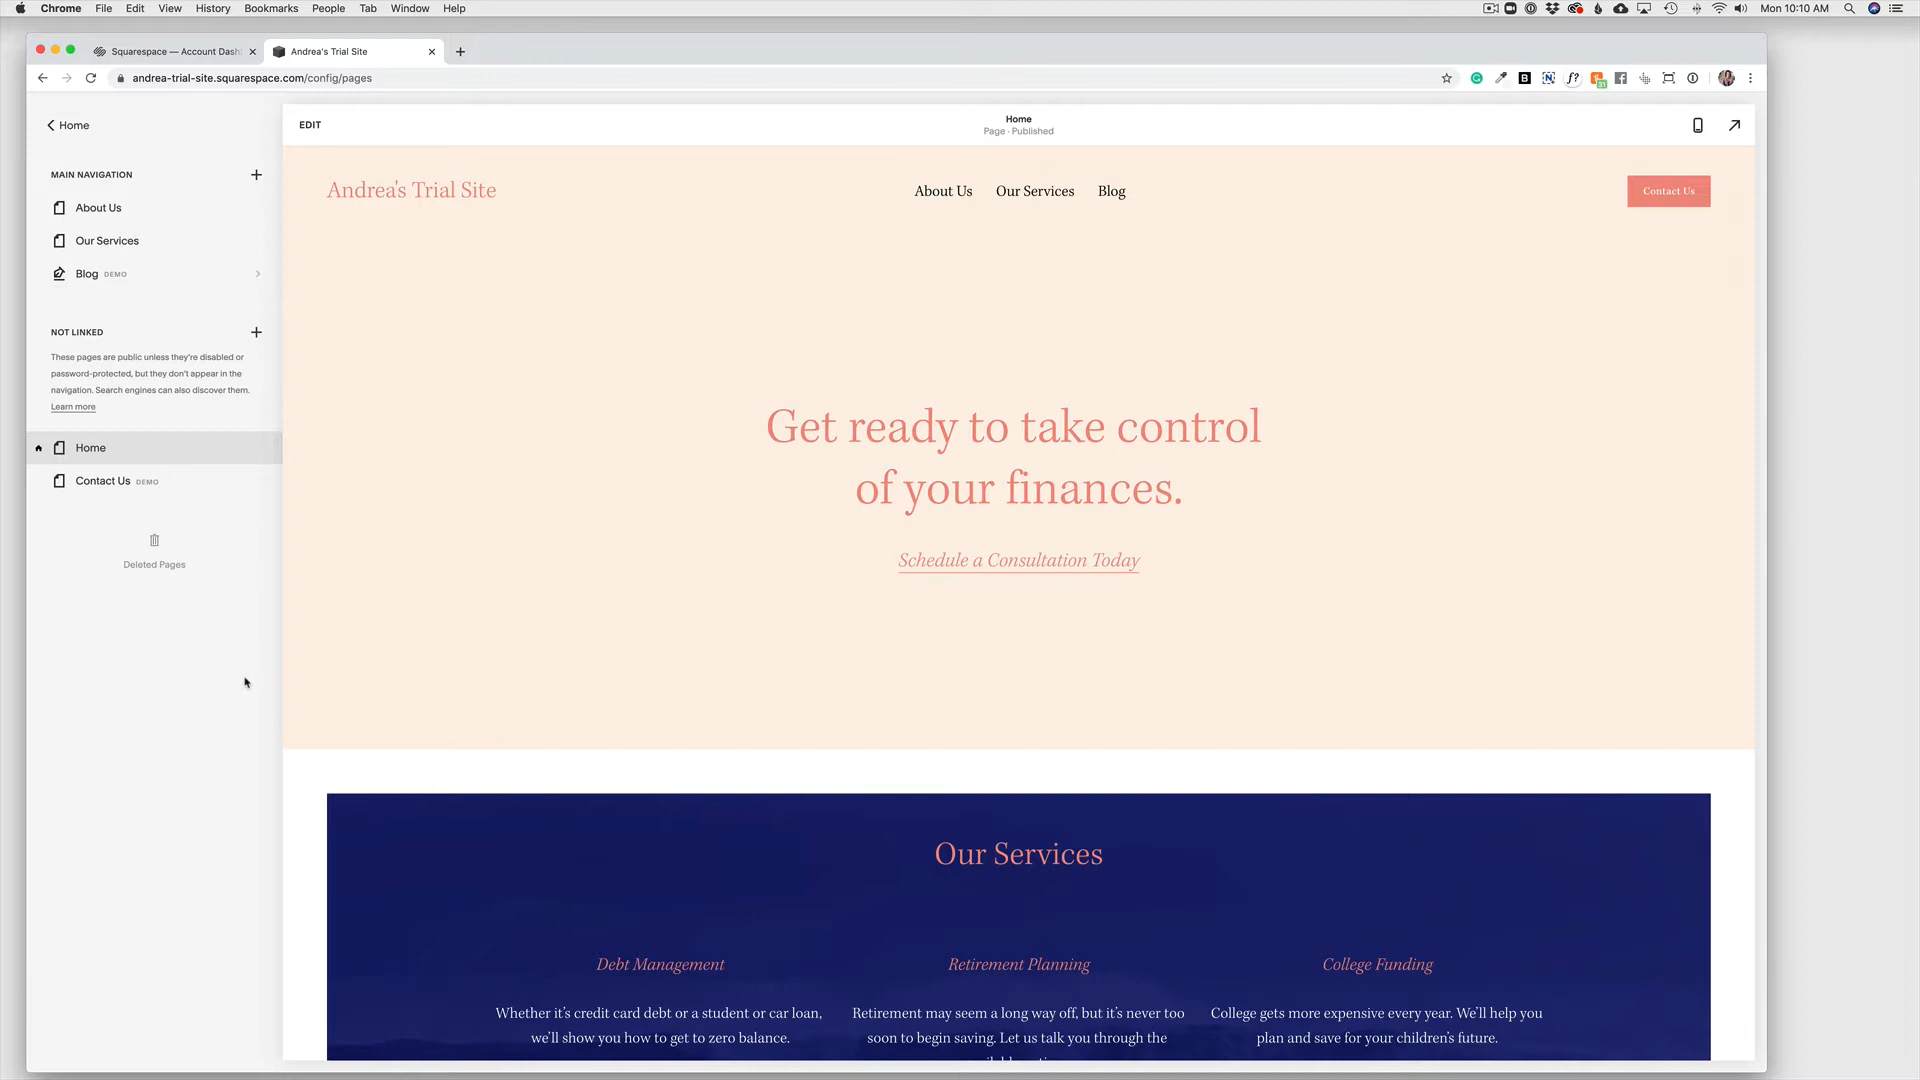 Chrome File Edit View History Bookmarks People Tab Window Help
Mon 10:10 AM
Squarespace — Account Dash
Andrea's Trial Site
andrea-trial-site.squarespace.com/config/pages
Home
EDIT
Home
Page · Published
MAIN NAVIGATION
About Us
Our Services
Blog DEMO
NOT LINKED
These pages are public unless they're disabled or
password-protected, but they don't appear in the
navigation. Search engines can also discover them.
Learn more
Home
Contact Us DEMO
Deleted Pages
Andrea's Trial Site
About Us Our Services Blog
Contact Us
Get ready to take control
of your finances.
Schedule a Consultation Today
Our Services
Debt Management
Whether it's credit card debt or a student or car loan,
we'll show you how to get to zero balance.
Retirement Planning
Retirement may seem a long way off, but it's never too
soon to begin saving. Let us talk you through the
College Funding
College gets more expensive every year. We'll help you
plan and save for your children's future.